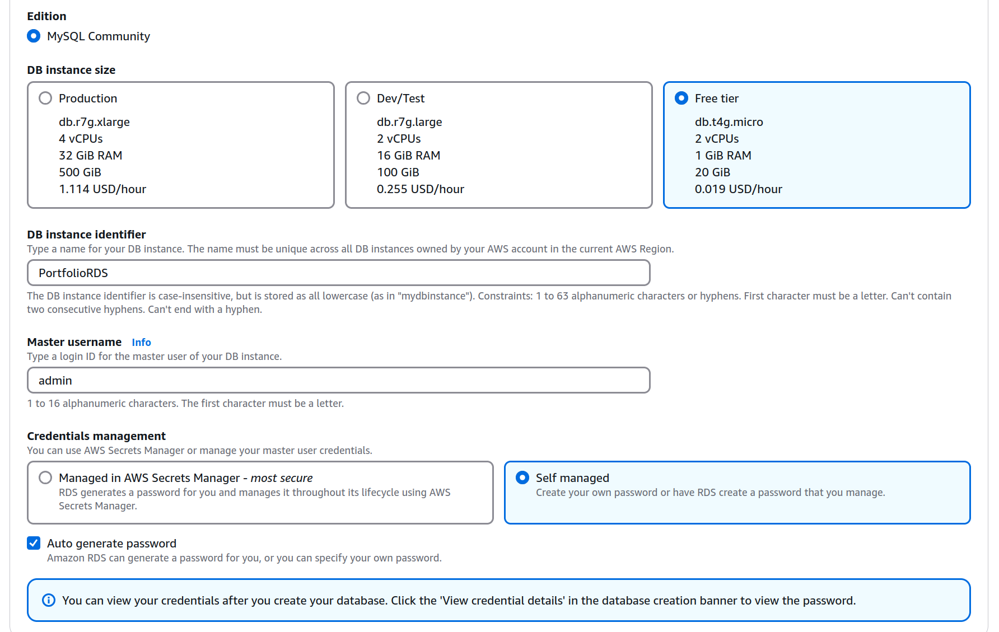 Edition
MySQL Community
DB instance size
Production
db.r7g.xlarge
4 vCPUs
32 GiB RAM
500 GiB
1.114 USD/hour
Dev/Test
db.r7g.large
2 vCPUs
16 GiB RAM
100 GiB
0.255 USD/hour
Free tier
db.t4g.micro
2 vCPUs
1 GiB RAM
20 GiB
0.019 USD/hour
DB instance identifier
Type a name for your DB instance. The name must be unique across all DB instances owned by your AWS account in the current AWS Region.
PortfolioRDS
The DB instance identifier is case-insensitive, but is stored as all lowercase (as in "mydbinstance"). Constraints: 1 to 63 alphanumeric characters or hyphens. First character must be a letter. Can't contain
two consecutive hyphens. Can't end with a hyphen.
Master username Info
Type a login ID for the master user of your DB instance.
admin
1 to 16 alphanumeric characters. The first character must be a letter.
Credentials management
You can use AWS Secrets Manager or manage your master user credentials.
Managed in AWS Secrets Manager - most secure
RDS generates a password for you and manages it throughout its lifecycle using AWS
Secrets Manager.
Self managed
Create your own password or have RDS create a password that you manage.
Auto generate password
Amazon RDS can generate a password for you, or you can specify your own password.
You can view your credentials after you create your database. Click the 'View credential details' in the database creation banner to view the password.